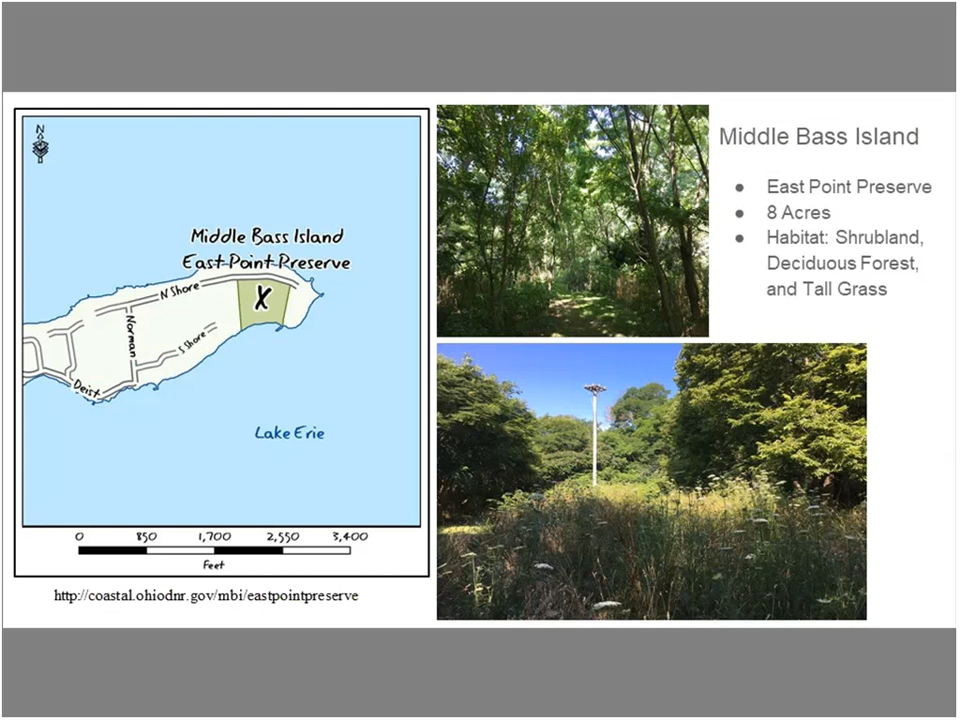 N
Middle Bass Island
East Point Preserve
N Shore
X
Norman
S Shore
Deist
Lake Erie
0 850 1,700 2,550 3,400
Feet
http://coastal.ohiodnr.gov/mbi/eastpointpreserve
Middle Bass Island
● East Point Preserve
● 8 Acres
● Habitat: Shrubland,
Deciduous Forest,
and Tall Grass